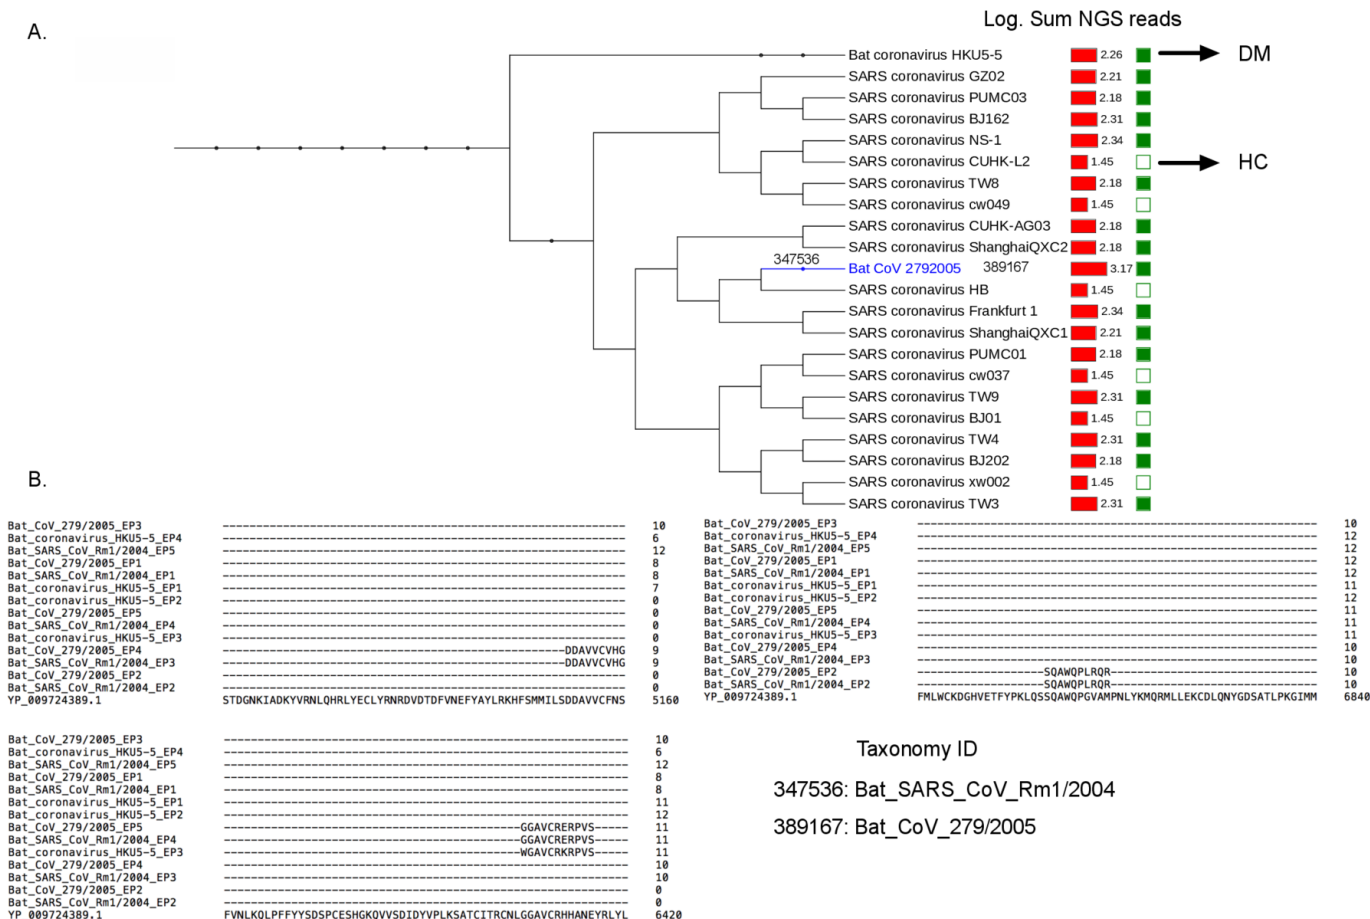 Log. Sum NGS reads
A.
Bat coronavirus HKU5-5 2.26 DM
SARS coronavirus GZ02 2.21
SARS coronavirus PUMC03 2.18
SARS coronavirus BJ162 2.31
SARS coronavirus NS-1 2.34
SARS coronavirus CUHK-L2 1.45 HC
SARS coronavirus TW8 2.18
SARS coronavirus cw049 1.45
SARS coronavirus CUHK-AG03 2.18
SARS coronavirus ShanghaiQXC2 2.18
347536 Bat CoV 2792005 389167 3.17
SARS coronavirus HB 1.45
SARS coronavirus Frankfurt 1 2.34
SARS coronavirus ShanghaiQXC1 2.21
SARS coronavirus PUMC01 2.18
SARS coronavirus cw037 1.45
SARS coronavirus TW9 2.31
SARS coronavirus BJ01 1.45
SARS coronavirus TW4 2.31
SARS coronavirus BJ202 2.18
SARS coronavirus xw002 1.45
SARS coronavirus TW3 2.31
B.
Bat_CoV_279/2005_EP3 10
Bat_coronavirus_HKU5-5_EP4 6
Bat_SARS_CoV_Rm1/2004_EP5 12
Bat_CoV_279/2005_EP1 8
Bat_SARS_CoV_Rm1/2004_EP1 8
Bat_coronavirus_HKU5-5_EP1 7
Bat_coronavirus_HKU5-5_EP2 0
Bat_CoV_279/2005_EP5 0
Bat_SARS_CoV_Rm1/2004_EP4 0
Bat_coronavirus_HKU5-5_EP3 0
Bat_CoV_279/2005_EP4 DDAVVCVHG 9
Bat_SARS_CoV_Rm1/2004_EP3 DDAVVCVHG 9
Bat_CoV_279/2005_EP2 0
Bat_SARS_CoV_Rm1/2004_EP2 0
YP_009724389.1 STDGNKIADKYVRNLQHRLYECLYRNRDVDTDFVNEFYAYLRKHFSMMILSDDAVVCFNS 5160
Bat_CoV_279/2005_EP3 10
Bat_coronavirus_HKU5-5_EP4 12
Bat_SARS_CoV_Rm1/2004_EP5 12
Bat_CoV_279/2005_EP1 12
Bat_SARS_CoV_Rm1/2004_EP1 12
Bat_coronavirus_HKU5-5_EP1 11
Bat_coronavirus_HKU5-5_EP2 12
Bat_CoV_279/2005_EP5 11
Bat_SARS_CoV_Rm1/2004_EP4 11
Bat_coronavirus_HKU5-5_EP3 11
Bat_CoV_279/2005_EP4 10
Bat_SARS_CoV_Rm1/2004_EP3 10
Bat_CoV_279/2005_EP2 SQAWQPLRQR 10
Bat_SARS_CoV_Rm1/2004_EP2 SQAWQPLRQR 10
YP_009724389.1 FMLWCKDGHVETFYPKLQSSQAWQPGVAMPNLYKMQRMLLEKCDLQNYGDSATLPKGIMM 6840
Bat_CoV_279/2005_EP3 10
Bat_coronavirus_HKU5-5_EP4 6
Bat_SARS_CoV_Rm1/2004_EP5 12
Bat_CoV_279/2005_EP1 8
Bat_SARS_CoV_Rm1/2004_EP1 8
Bat_coronavirus_HKU5-5_EP1 11
Bat_coronavirus_HKU5-5_EP2 12
Bat_CoV_279/2005_EP5 GGAVCRERPVS 11
Bat_SARS_CoV_Rm1/2004_EP4 GGAVCRERPVS 11
Bat_coronavirus_HKU5-5_EP3 WGAVCRKRPVS 11
Bat_CoV_279/2005_EP4 10
Bat_SARS_CoV_Rm1/2004_EP3 10
Bat_CoV_279/2005_EP2 0
Bat_SARS_CoV_Rm1/2004_EP2 0
YP_009724389.1 FVNLKQLPFFYYSDSPCESHGKQVVSDIDYVPLKSATCITRCNLGGAVCRHHANEYRLYL 6420
Taxonomy ID
347536: Bat_SARS_CoV_Rm1/2004
389167: Bat_CoV_279/2005